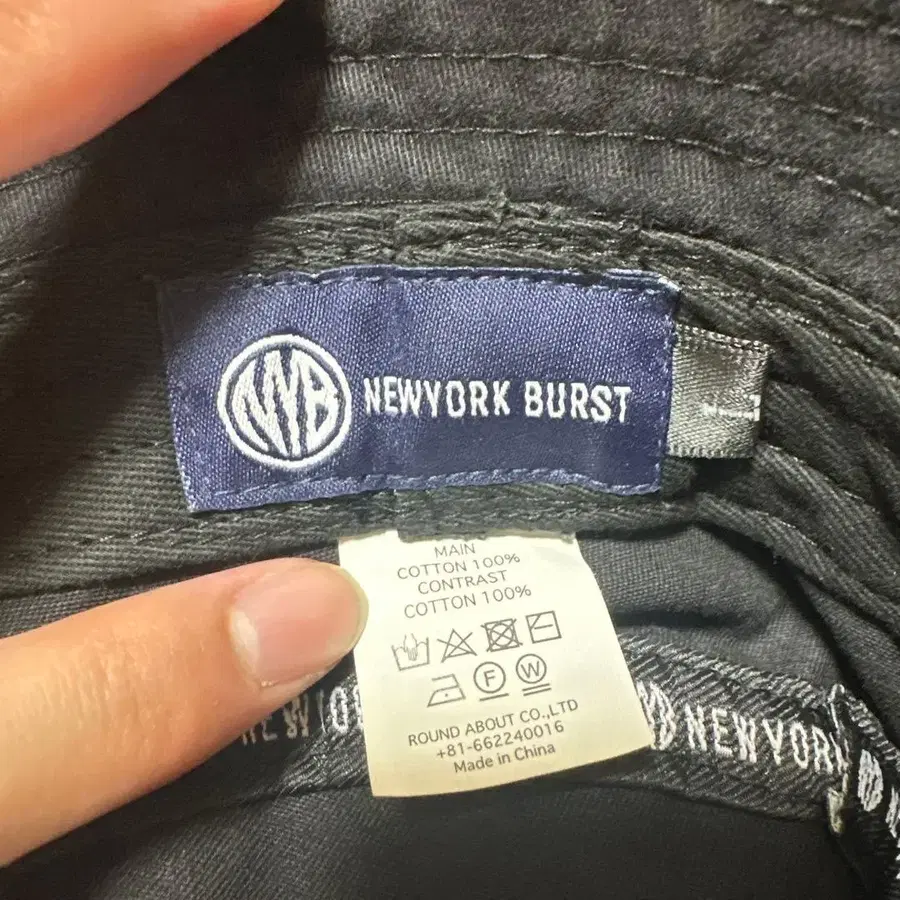 NYB NEWYORK BURST
L
MAIN
COTTON 100%
CONTRAST
COTTON 100%
F W
ROUND ABOUT CO.,LTD
+81-662240016
Made in China
NEWYORK
NEWYORK